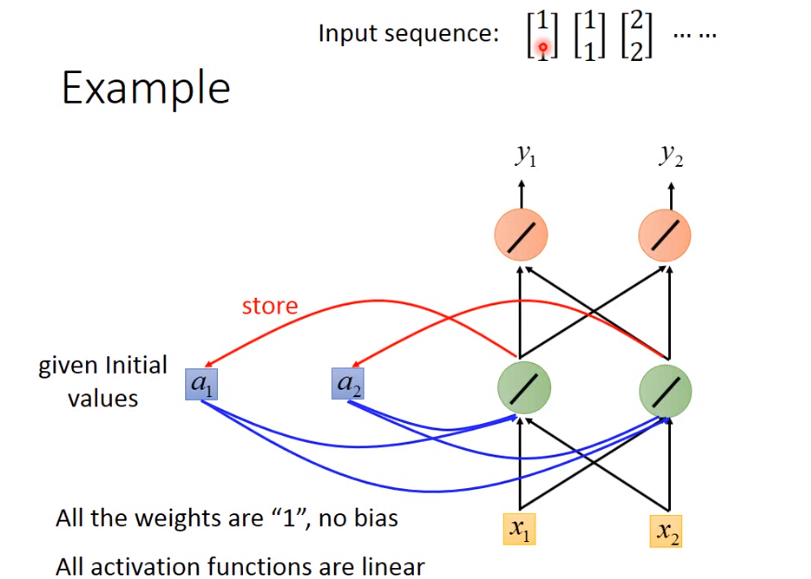 Input sequence: [1 1] [1 1] [2 2] ... ...
Example
y₁ y₂
store
given Initial
values
a₁ a₂
All the weights are “1”, no bias
x₁ x₂
All activation functions are linear